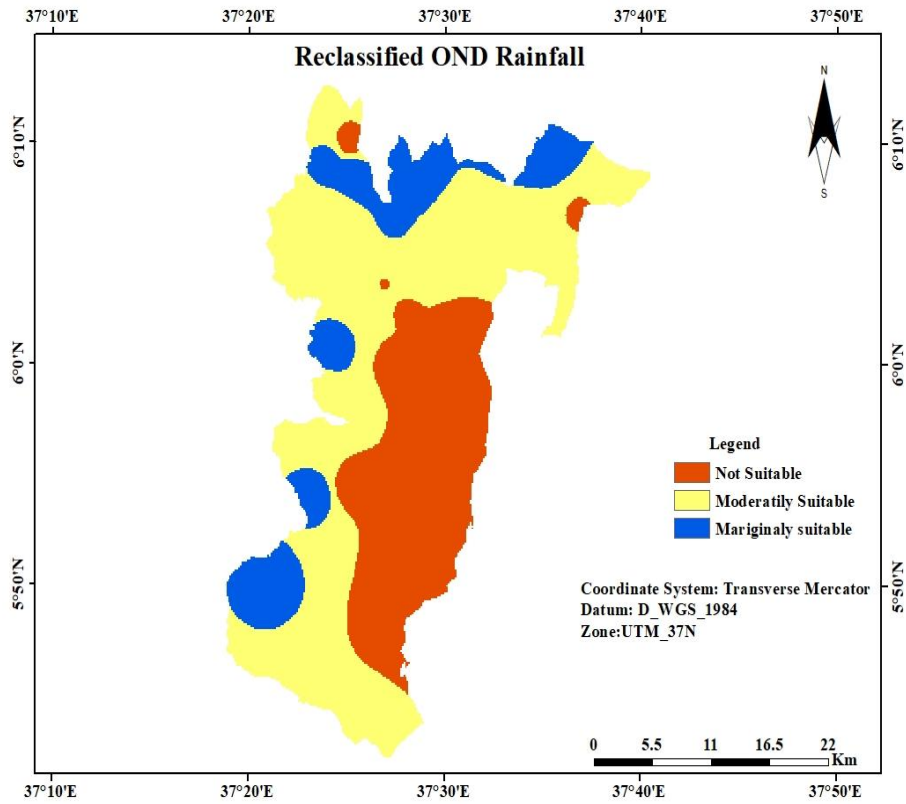 37°10'E 37°20'E 37°30'E 37°40'E 37°50'E
Reclassified OND Rainfall
N
S
6°10'N 6°10'N
6°0'N 6°0'N
Legend
Not Suitable
Moderatily Suitable
Mariginaly suitable
5°50'N 5°50'N
Coordinate System: Transverse Mercator
Datum: D_WGS_1984
Zone:UTM_37N
0 5.5 11 16.5 22
Km
37°10'E 37°20'E 37°30'E 37°40'E 37°50'E